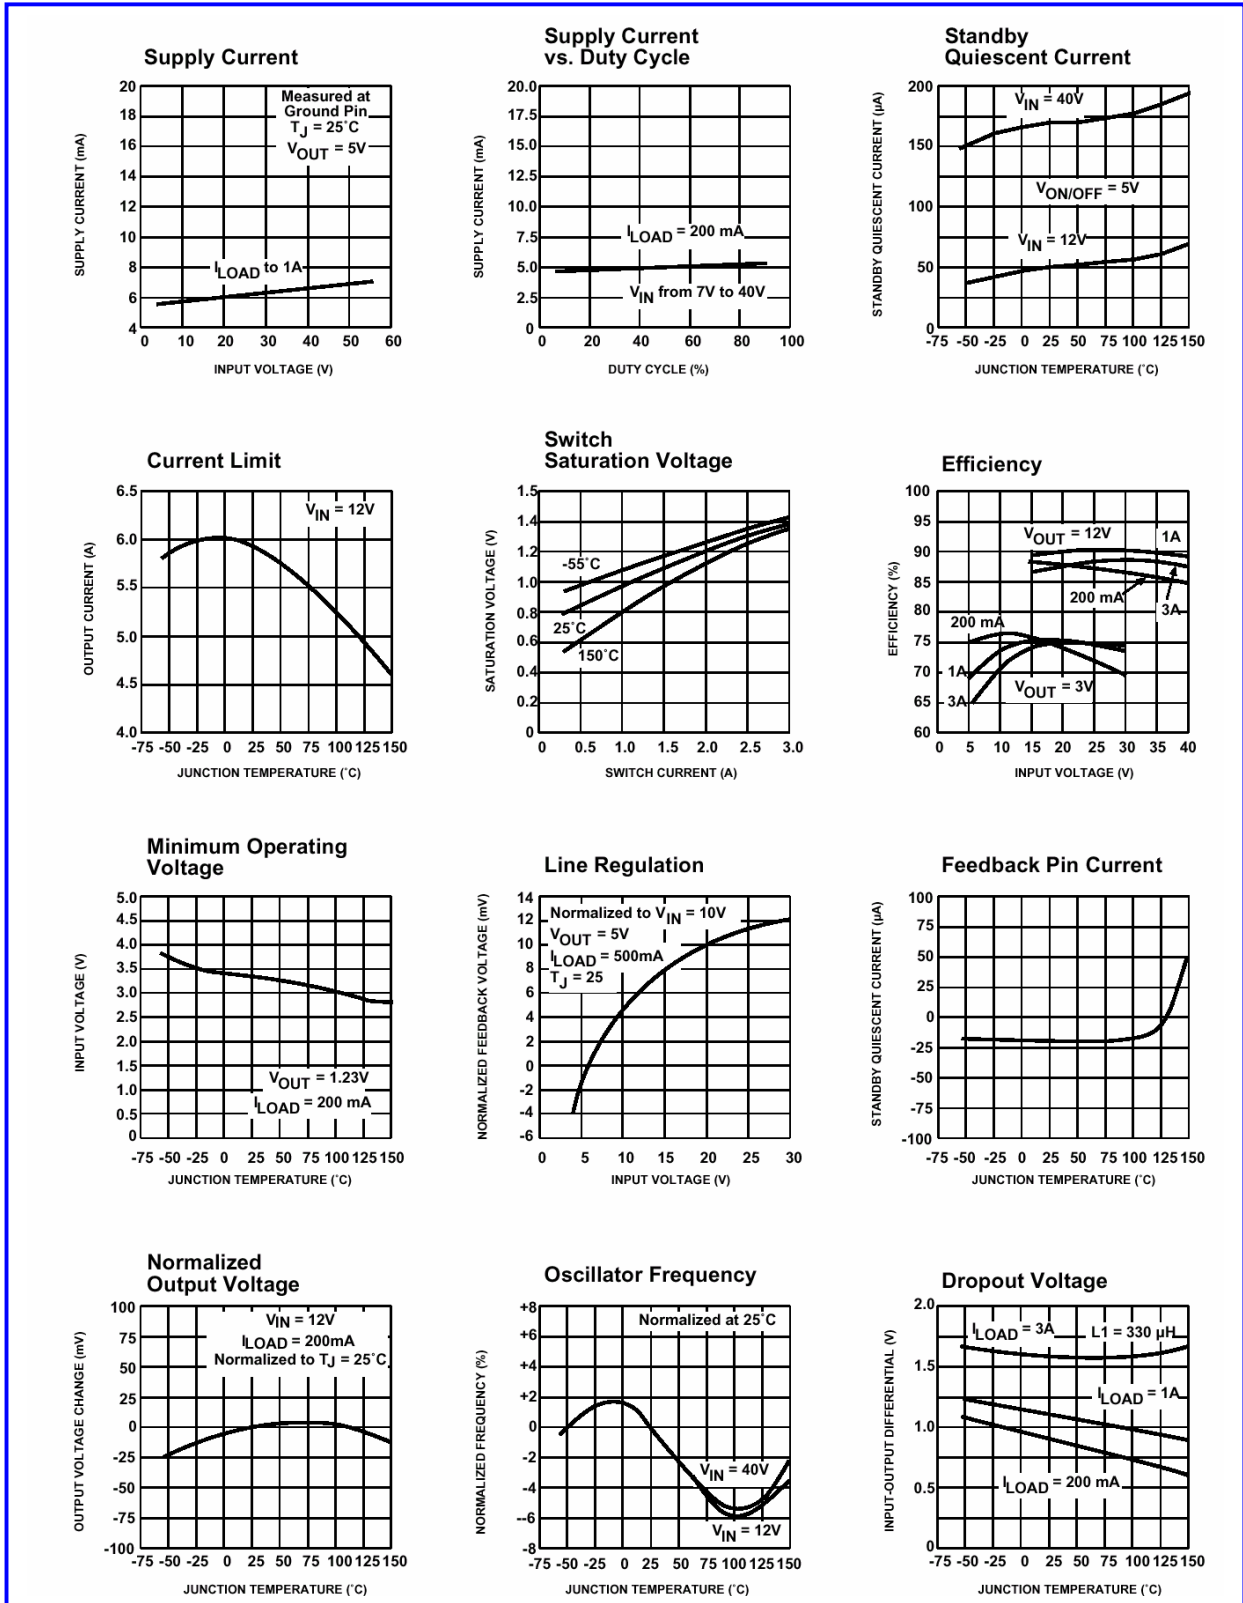 Supply Current
20
18
16
14
12
10
8
6
4
0 10 20 30 40 50 60
SUPPLY CURRENT (mA)
INPUT VOLTAGE (V)
Measured at
Ground Pin
TJ = 25˚C
VOUT = 5V
ILOAD to 1A
Supply Current
vs. Duty Cycle
20.0
17.5
15.0
12.5
10.0
7.5
5.0
2.5
0
0 20 40 60 80 100
SUPPLY CURRENT (mA)
DUTY CYCLE (%)
ILOAD = 200 mA
VIN from 7V to 40V
Standby
Quiescent Current
200
150
100
50
0
-75 -50 -25 0 25 50 75 100 125 150
STANDBY QUIESCENT CURRENT (µA)
JUNCTION TEMPERATURE (˚C)
VIN = 40V
VON/OFF = 5V
VIN = 12V
Current Limit
6.5
6.0
5.5
5.0
4.5
4.0
-75 -50 -25 0 25 50 75 100 125 150
OUTPUT CURRENT (A)
JUNCTION TEMPERATURE (˚C)
VIN = 12V
Switch
Saturation Voltage
1.5
1.4
1.2
1.0
0.8
0.6
0.4
0.2
0
0 0.5 1.0 1.5 2.0 2.5 3.0
SATURATION VOLTAGE (V)
SWITCH CURRENT (A)
-55˚C
25˚C
150˚C
Efficiency
100
95
90
85
80
75
70
65
60
0 5 10 15 20 25 30 35 40
EFFICIENCY (%)
INPUT VOLTAGE (V)
VOUT = 12V
1A
200 mA
3A
200 mA
1A
VOUT = 3V
3A
Minimum Operating
Voltage
5.0
4.5
4.0
3.5
3.0
2.5
2.0
1.5
1.0
0.5
0
-75 -50 -25 0 25 50 75 100 125 150
INPUT VOLTAGE (V)
JUNCTION TEMPERATURE (˚C)
VOUT = 1.23V
ILOAD = 200 mA
Line Regulation
14
12
10
8
6
4
2
0
-2
-4
-6
0 5 10 15 20 25 30
NORMALIZED FEEDBACK VOLTAGE (mV)
INPUT VOLTAGE (V)
Normalized to VIN = 10V
VOUT = 5V
ILOAD = 500mA
TJ = 25
Feedback Pin Current
100
75
50
25
0
-25
-50
-75
-100
-75 -50 -25 0 25 50 75 100 125 150
STANDBY QUIESCENT CURRENT (µA)
JUNCTION TEMPERATURE (˚C)
Normalized
Output Voltage
100
75
50
25
0
-25
-50
-75
-100
-75 -50 -25 0 25 50 75 100 125 150
OUTPUT VOLTAGE CHANGE (mV)
JUNCTION TEMPERATURE (˚C)
VIN = 12V
ILOAD = 200mA
Normalized to TJ = 25˚C
Oscillator Frequency
+8
+6
+4
+2
0
-2
-4
--6
-8
-75 -50 -25 0 25 50 75 100 125 150
NORMALIZED FREQUENCY (%)
JUNCTION TEMPERATURE (˚C)
Normalized at 25˚C
VIN = 40V
VIN = 12V
Dropout Voltage
2.0
1.5
1.0
0.5
0
-75 -50 -25 0 25 50 75 100 125 150
INPUT-OUTPUT DIFFERENTIAL (V)
JUNCTION TEMPERATURE (˚C)
ILOAD = 3A
L1 = 330 µH
ILOAD = 1A
ILOAD = 200 mA